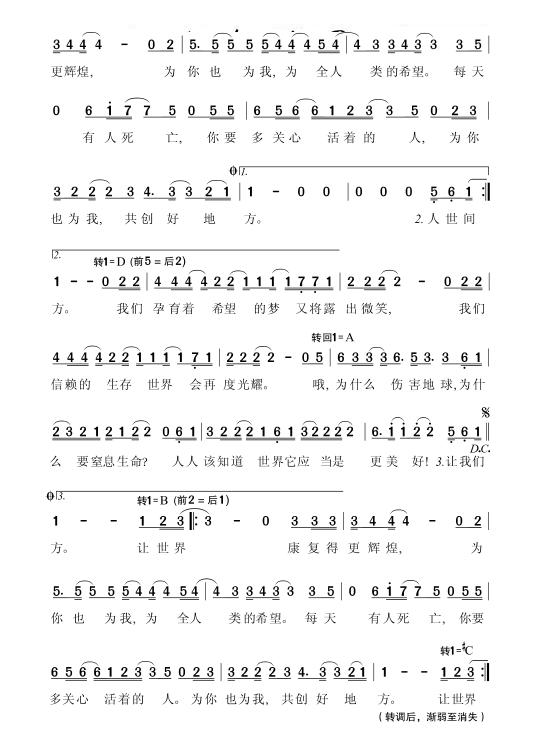 3 4 4 4 - 0 2 | 5. 5 5 5 5 4 4 4 5 4 | 4 3 3 3 4 3 3 3 5 |
更辉煌， 为 你 也 为我，为 全人 类的希望。 每天
0 6 1 7 7 5 0 5 5 | 6 5 6 6 1 2 3 3 5 0 2 3 |
有 人死 亡， 你要 多关心 活着的 人， 为你
3 2 2 2 3 4. 3 3 2 1 | 1 - 0 0 | 0 0 0 5 6 1 :|
1.
也 为 我， 共 创 好 地 方。 2.人 世 间
2. 转1=D (前5=后2)
1 - - 0 2 2 | 4 4 4 4 2 2 1 1 1 1 7 7 1 | 2 2 2 2 - 0 2 2 |
方。 我们 孕育着 希望 的梦 又将露 出微笑， 我们
转回1=A
4 4 4 4 2 2 1 1 1 1 7 1 | 2 2 2 2 - 0 5 | 6 3 3 3 6. 5 3. 3 6 1 |
信赖的 生存 世界 会再 度光耀。 哦，为什么 伤 害地 球，为什
2 3 2 1 2 1 2 2 0 6 1 | 3 2 2 2 1 6 1 3 2 2 2 2 | 6. 1 1 2 2 5 6 1 ||
D.C.
么 要窒息生命? 人人 该知道 世界它应 当是 更 美 好! 3.让我们
3. 转1=B (前2=后1)
1 - - 1 2 3 |: 3 - 0 3 3 3 | 3 4 4 4 - 0 2 |
方。 让 世界 康 复 得 更 辉 煌， 为
5. 5 5 5 5 4 4 4 5 4 | 4 3 4 3 3 3 5 | 0 6 1 7 7 5 0 5 5 |
你 也 为我，为 全人 类的希望。 每 天 有人死 亡，你要
转1=♯C
6 5 6 6 1 2 3 3 5 0 2 3 | 3 2 2 2 3 4. 3 3 2 1 | 1 - - 1 2 3 :|
多关心 活着的 人。为你 也为我， 共创 好 地 方。 让世界
（转调后，渐弱至消失）